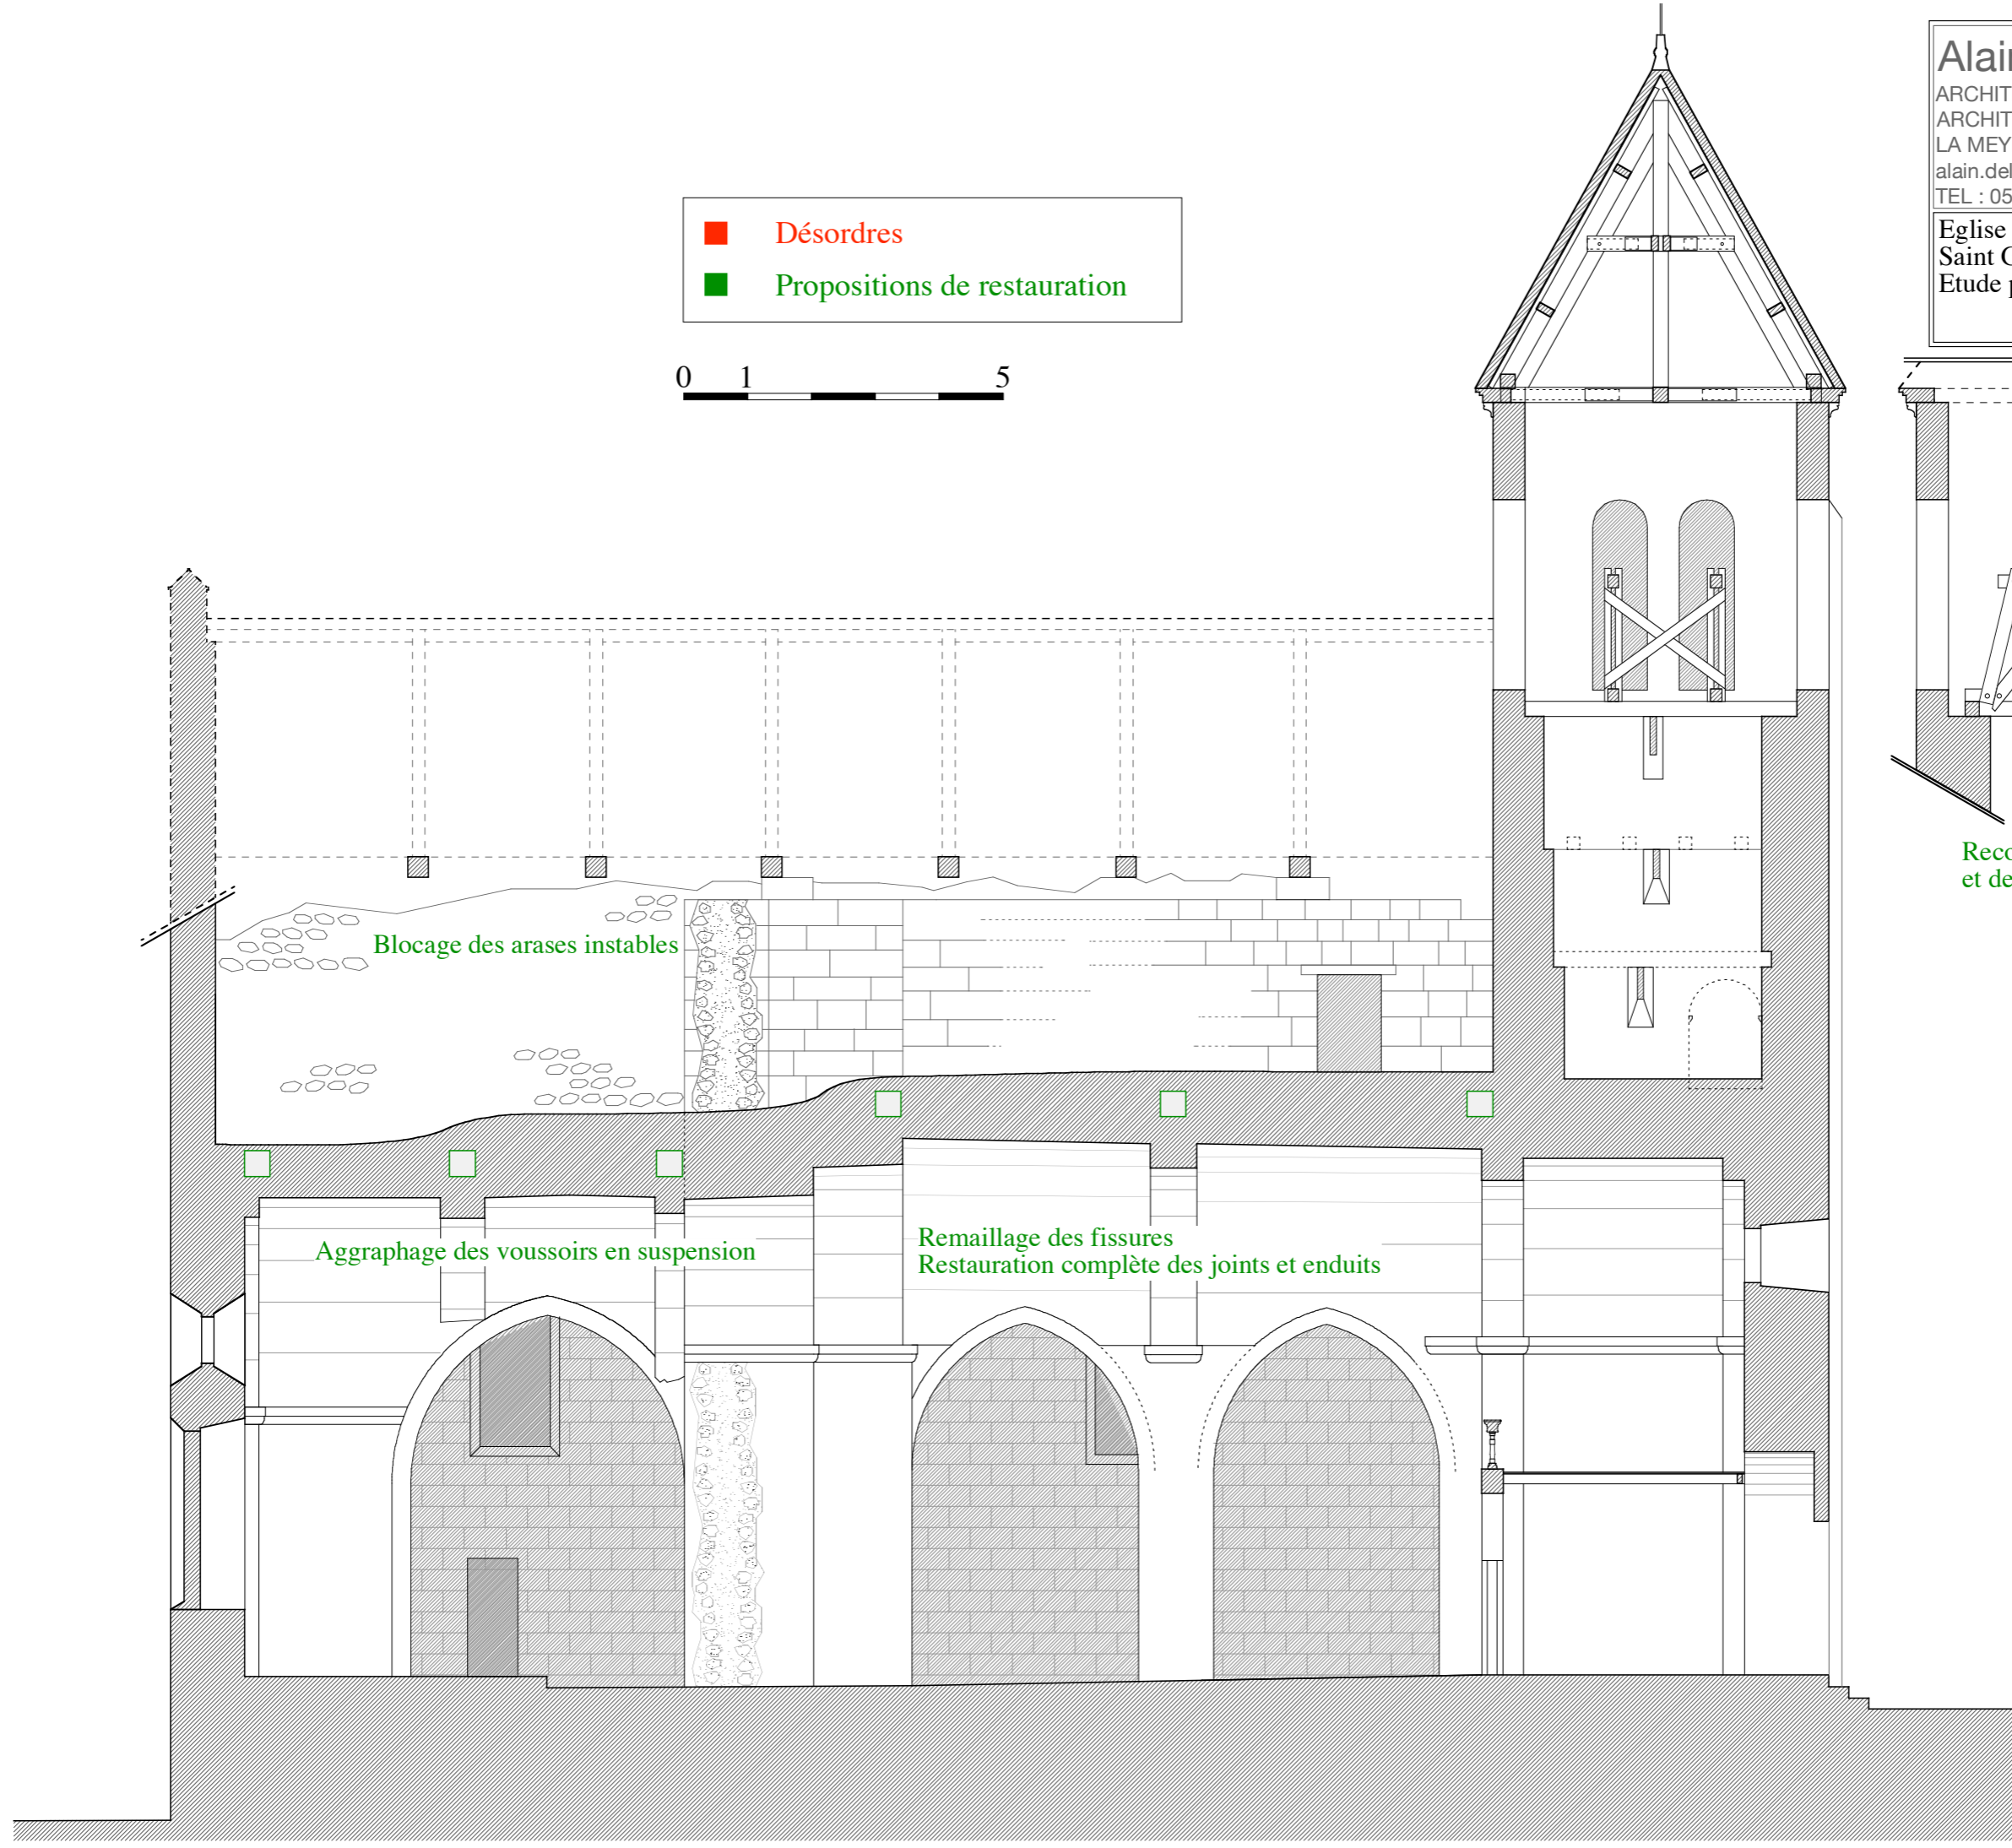 Désordres
Propositions de restauration
0 1 5
Alain
ARCHIT
ARCHIT
LA MEY
alain.del
TEL : 05
Eglise
Saint
Etude
Reco
et de
Blocage des arases instables
Aggraphage des voussoirs en suspension
Remaillage des fissures
Restauration complète des joints et enduits